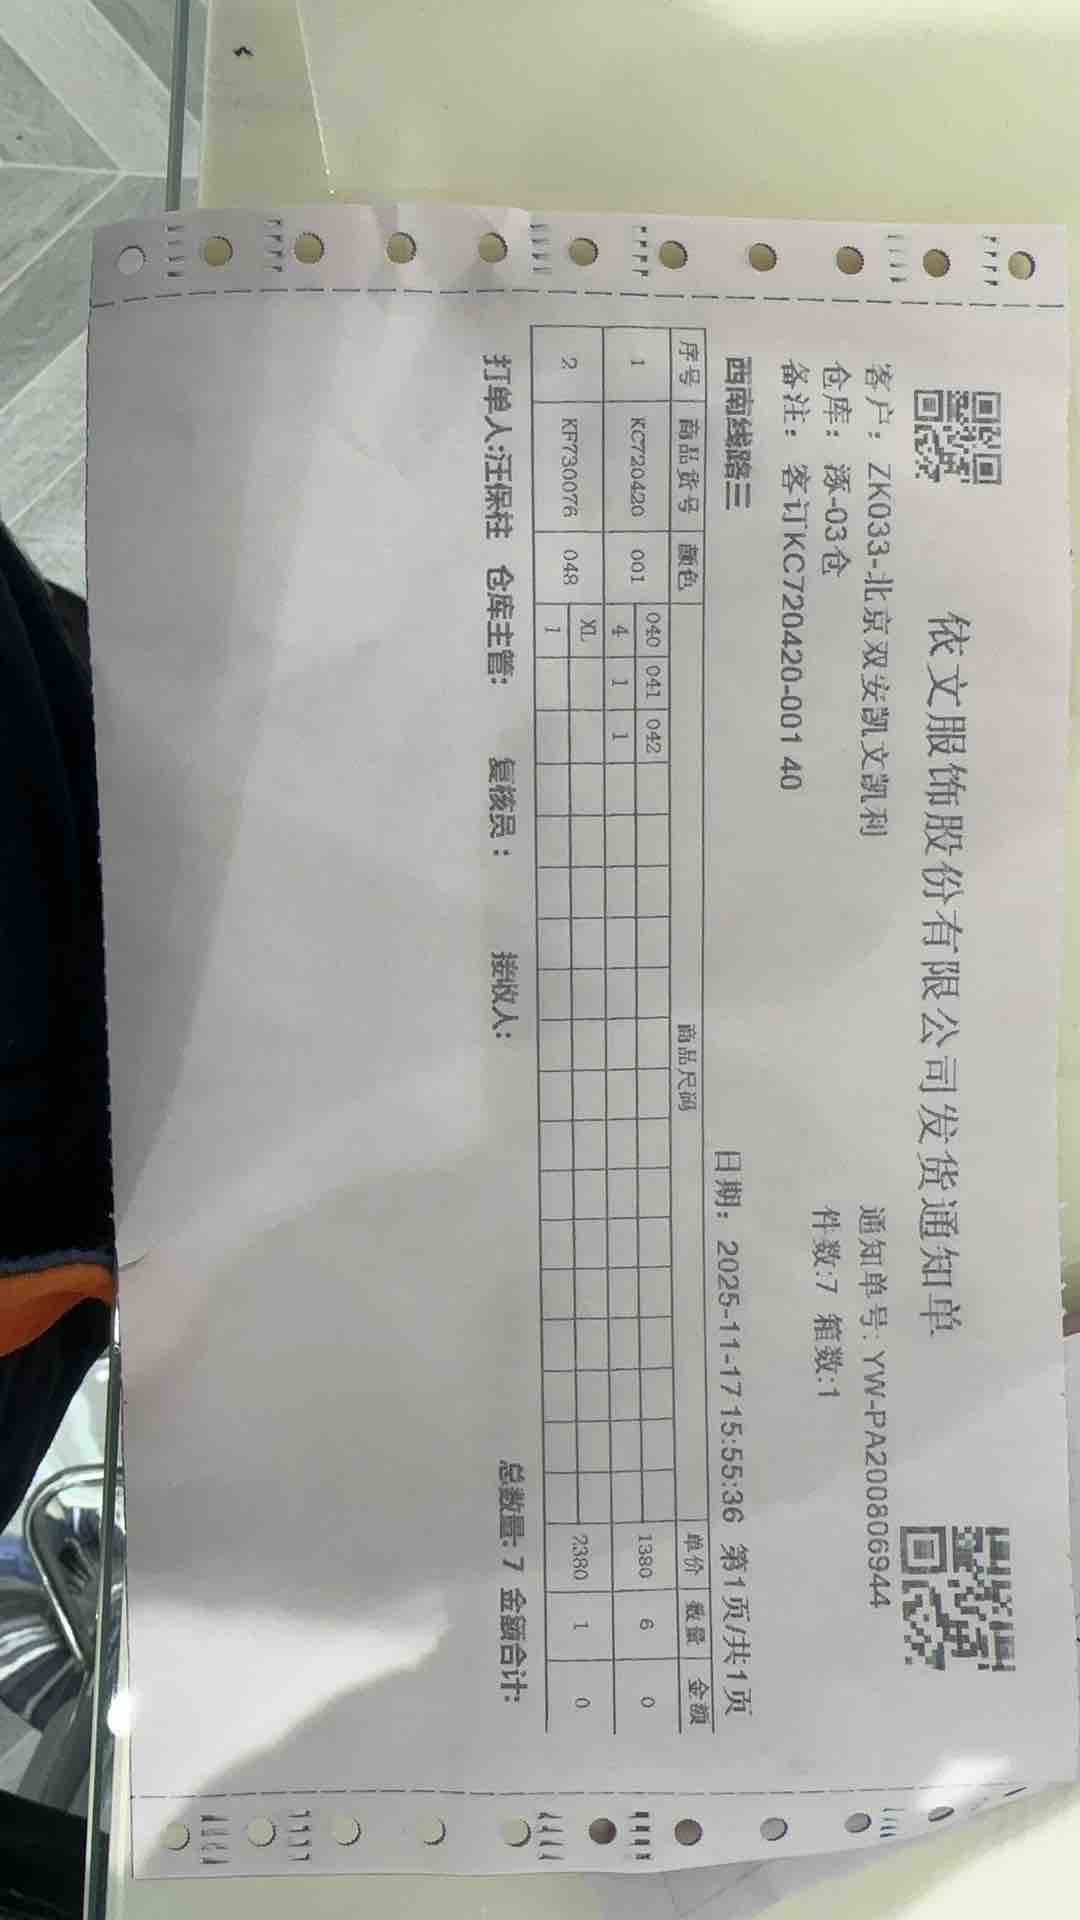 依文服饰股份有限公司发货通知单
客户：ZK033-北京双安凯文凯利 通知单号: YW-PA200806944
仓库：涿-03仓 件数:7 箱数:1
备注：客订KC720420-001 40
西南线路三 日期：2025-11-17 15:55:36 第1页/共1页
序号 商品货号 颜色 商品尺码 单价 数量 金额
040 041 042
1 KC720420 001 4 1 1 1380 6 0
XL
2 KF730076 048 1 2380 1 0
打单人:汪保柱 仓库主管: 复核员: 接收人: 总数量: 7 金额合计: